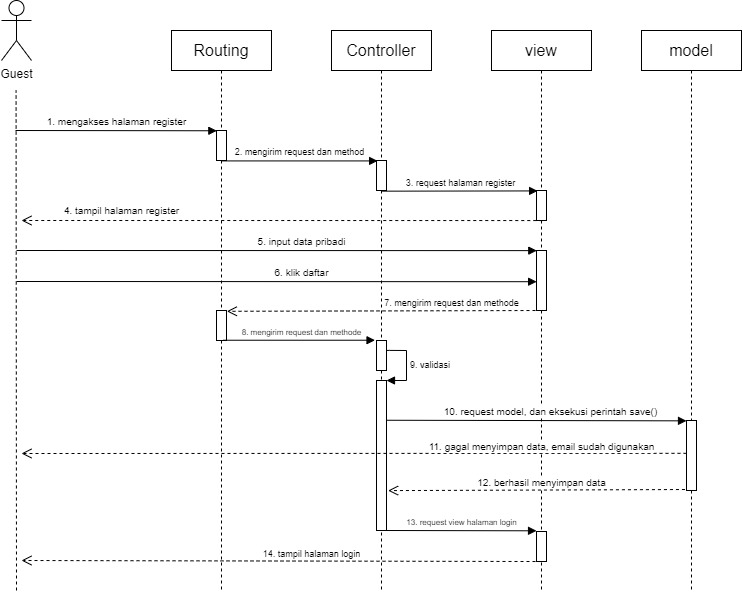 Guest
Routing
Controller
view
model
1. mengakses halaman register
2. mengirim request dan method
3. request halaman register
4. tampil halaman register
5. input data pribadi
6. klik daftar
7. mengirim request dan methode
8. mengirim request dan methode
9. validasi
10. request model, dan eksekusi perintah save()
11. gagal menyimpan data, email sudah digunakan
12. berhasil menyimpan data
13. request view halaman login
14. tampil halaman login